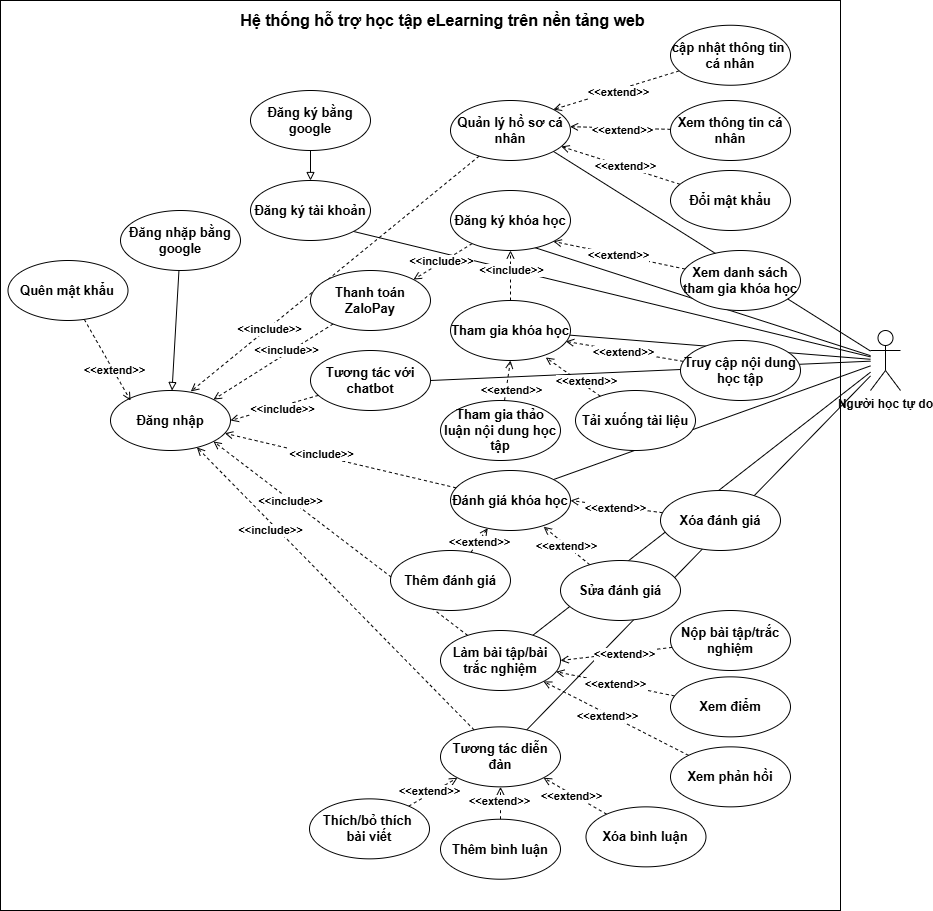 Hệ thống hỗ trợ học tập eLearning trên nền tảng web
cập nhật thông tin
cá nhân
<<extend>>
Đăng ký bằng
google
Quản lý hồ sơ cá
nhân
<<extend>>
Xem thông tin cá
nhân
<<extend>>
Đổi mật khẩu
Đăng ký tài khoản
Đăng ký khóa học
Đăng nhặp bằng
google
<<extend>>
<<include>>
<<include>>
Xem danh sách
tham gia khóa học
Quên mật khẩu
Thanh toán
ZaloPay
<<include>>
Tham gia khóa học
<<include>>
<<extend>>
Truy cập nội dung
học tập
<<extend>>
Tương tác với
chatbot
<<extend>>
<<extend>>
Người học tự do
<<include>>
Đăng nhập
Tham gia thảo
luận nội dung học
tập
Tải xuống tài liệu
<<include>>
Đánh giá khóa học
<<include>>
<<extend>>
Xóa đánh giá
<<include>>
<<extend>>
<<extend>>
Thêm đánh giá
Sửa đánh giá
Làm bài tập/bài
trắc nghiệm
<<extend>>
Nộp bài tập/trắc
nghiệm
<<extend>>
Xem điểm
<<extend>>
Tương tác diễn
đàn
Xem phản hồi
<<extend>>
<<extend>>
<<extend>>
Thích/bỏ thích
bài viết
Thêm bình luận
Xóa bình luận